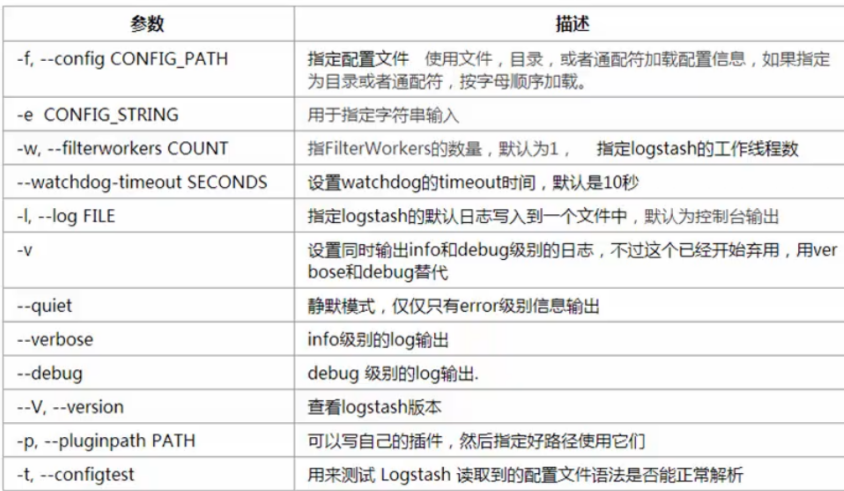 参数 描述
-f, --config CONFIG_PATH 指定配置文件 使用文件，目录，或者通配符加载配置信息，如果指定
为目录或者通配符，按字母顺序加载。
-e CONFIG_STRING 用于指定字符串输入
-w, --filterworkers COUNT 指FilterWorkers的数量，默认为1， 指定logstash的工作线程数
--watchdog-timeout SECONDS 设置watchdog的timeout时间，默认是10秒
-l, --log FILE 指定logstash的默认日志写入到一个文件中，默认为控制台输出
-v 设置同时输出info和debug级别的日志，不过这个已经开始弃用，用ver
bose和debug替代
--quiet 静默模式，仅仅只有error级别信息输出
--verbose info级别的log输出
--debug debug 级别的log输出.
--V, --version 查看logstash版本
-p, --pluginpath PATH 可以写自己的插件，然后指定好路径使用它们
-t, --configtest 用来测试 Logstash 读取到的配置文件语法是否能正常解析